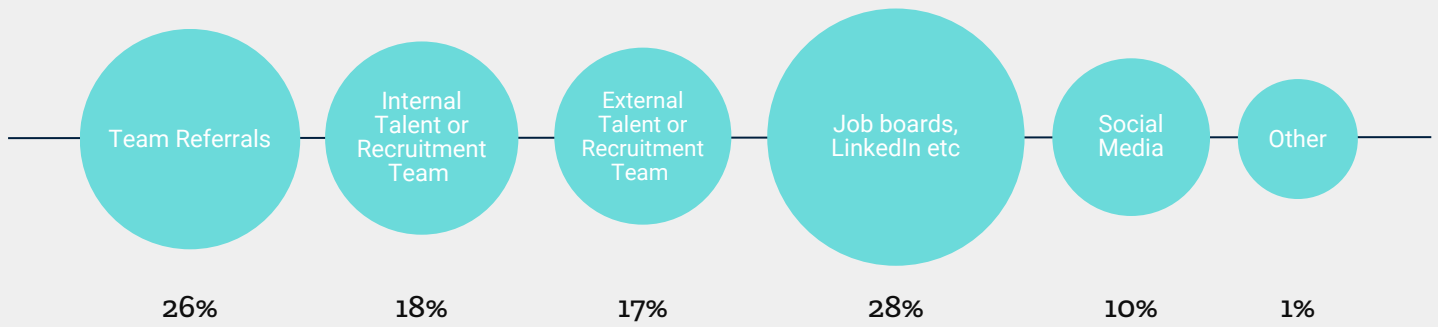 Team Referrals
Internal
Talent or
Recruitment
Team
External
Talent or
Recruitment
Team
Job boards,
LinkedIn etc
Social
Media
Other
26%
18%
17%
28%
10%
1%